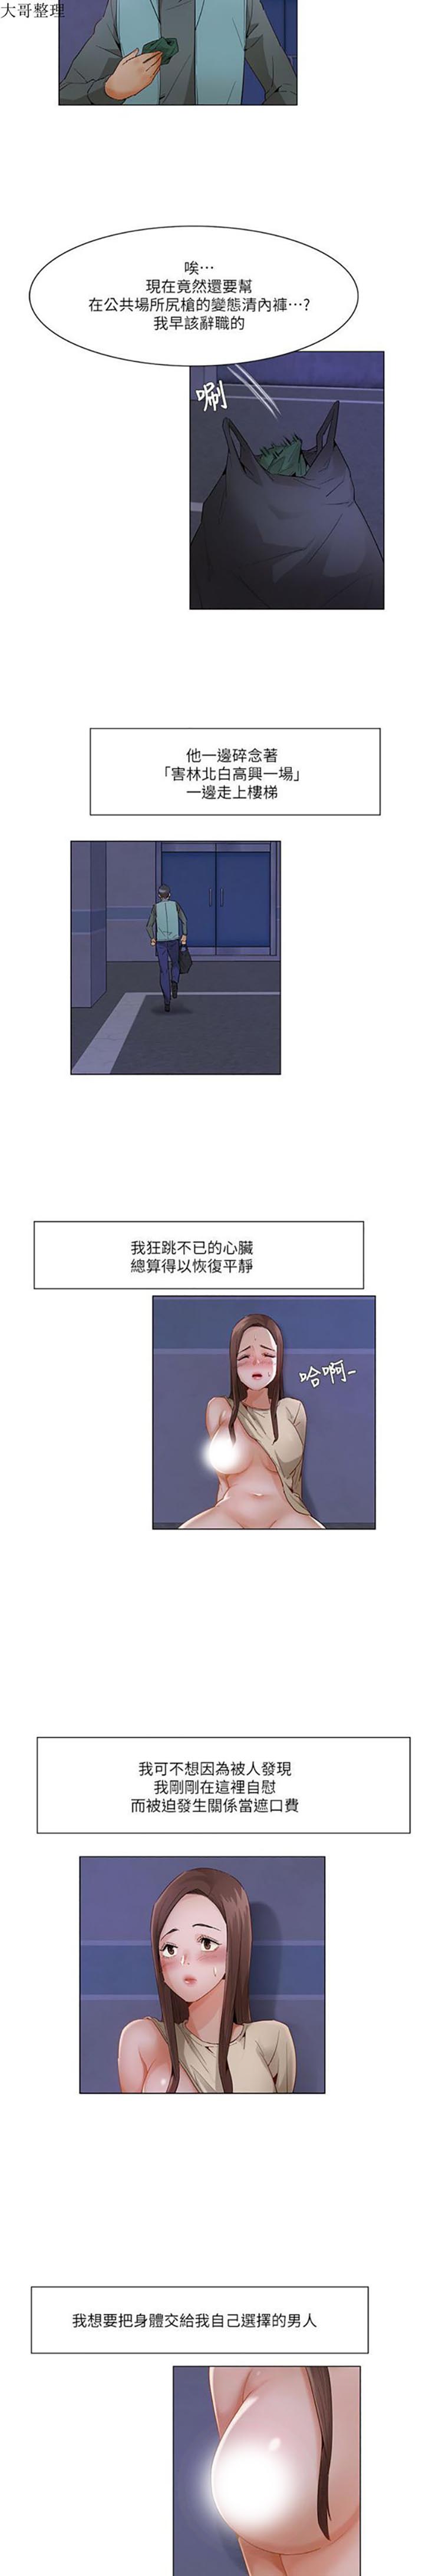 大哥整理
唉…
現在竟然還要幫
在公共場所尻槍的變態清內褲…?
我早該辭職的
唰
他一邊碎念著
「害林北白高興一場」
一邊走上樓梯
我狂跳不已的心臟
總算得以恢復平靜
哈啊~
我可不想因為被人發現
我剛剛在這裡自慰
而被迫發生關係當遮口費
我想要把身體交給我自己選擇的男人